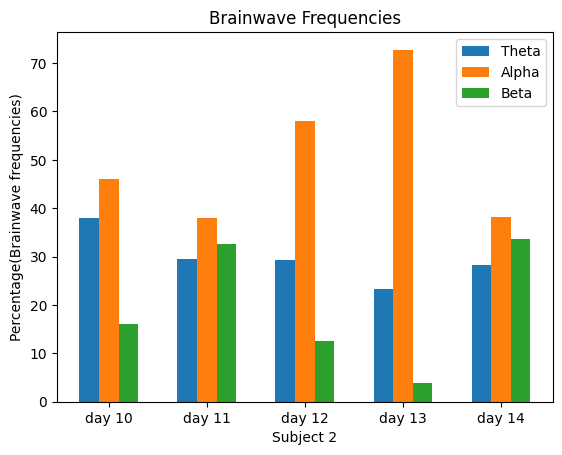 Brainwave Frequencies
Theta
Alpha
Beta
Percentage(Brainwave frequencies)
70
60
50
40
30
20
10
0
day 10 day 11 day 12 day 13 day 14
Subject 2